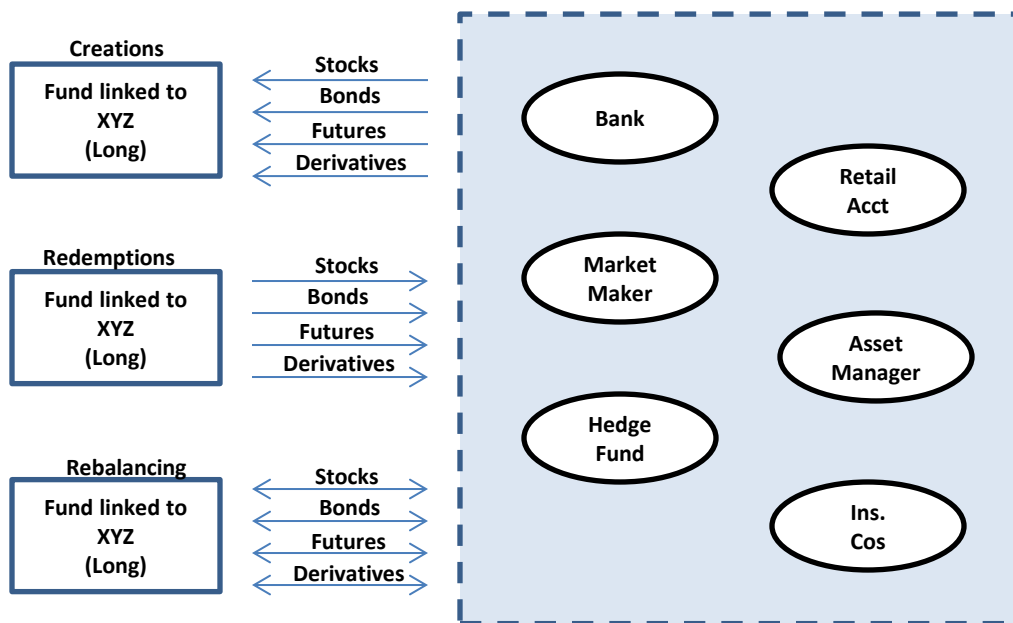 Creations
Fund linked to
XYZ
(Long)
Stocks
Bonds
Futures
Derivatives
Redemptions
Fund linked to
XYZ
(Long)
Stocks
Bonds
Futures
Derivatives
Rebalancing
Fund linked to
XYZ
(Long)
Stocks
Bonds
Futures
Derivatives
Bank
Retail
Acct
Market
Maker
Asset
Manager
Hedge
Fund
Ins.
Cos